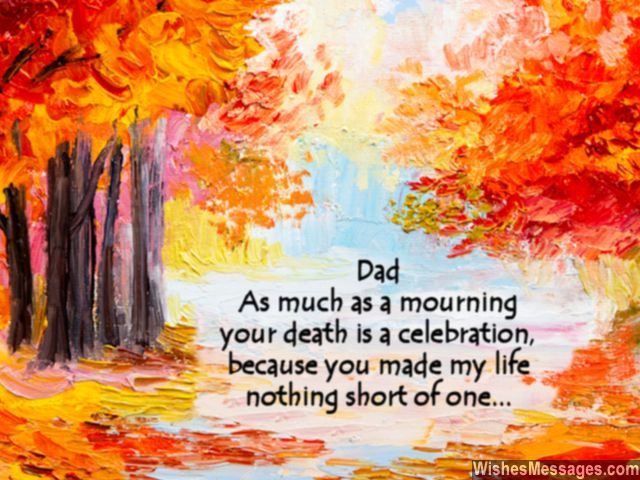 Dad
As much as a mourning
your death is a celebration,
because you made my life
nothing short of one...
WishesMessages.com